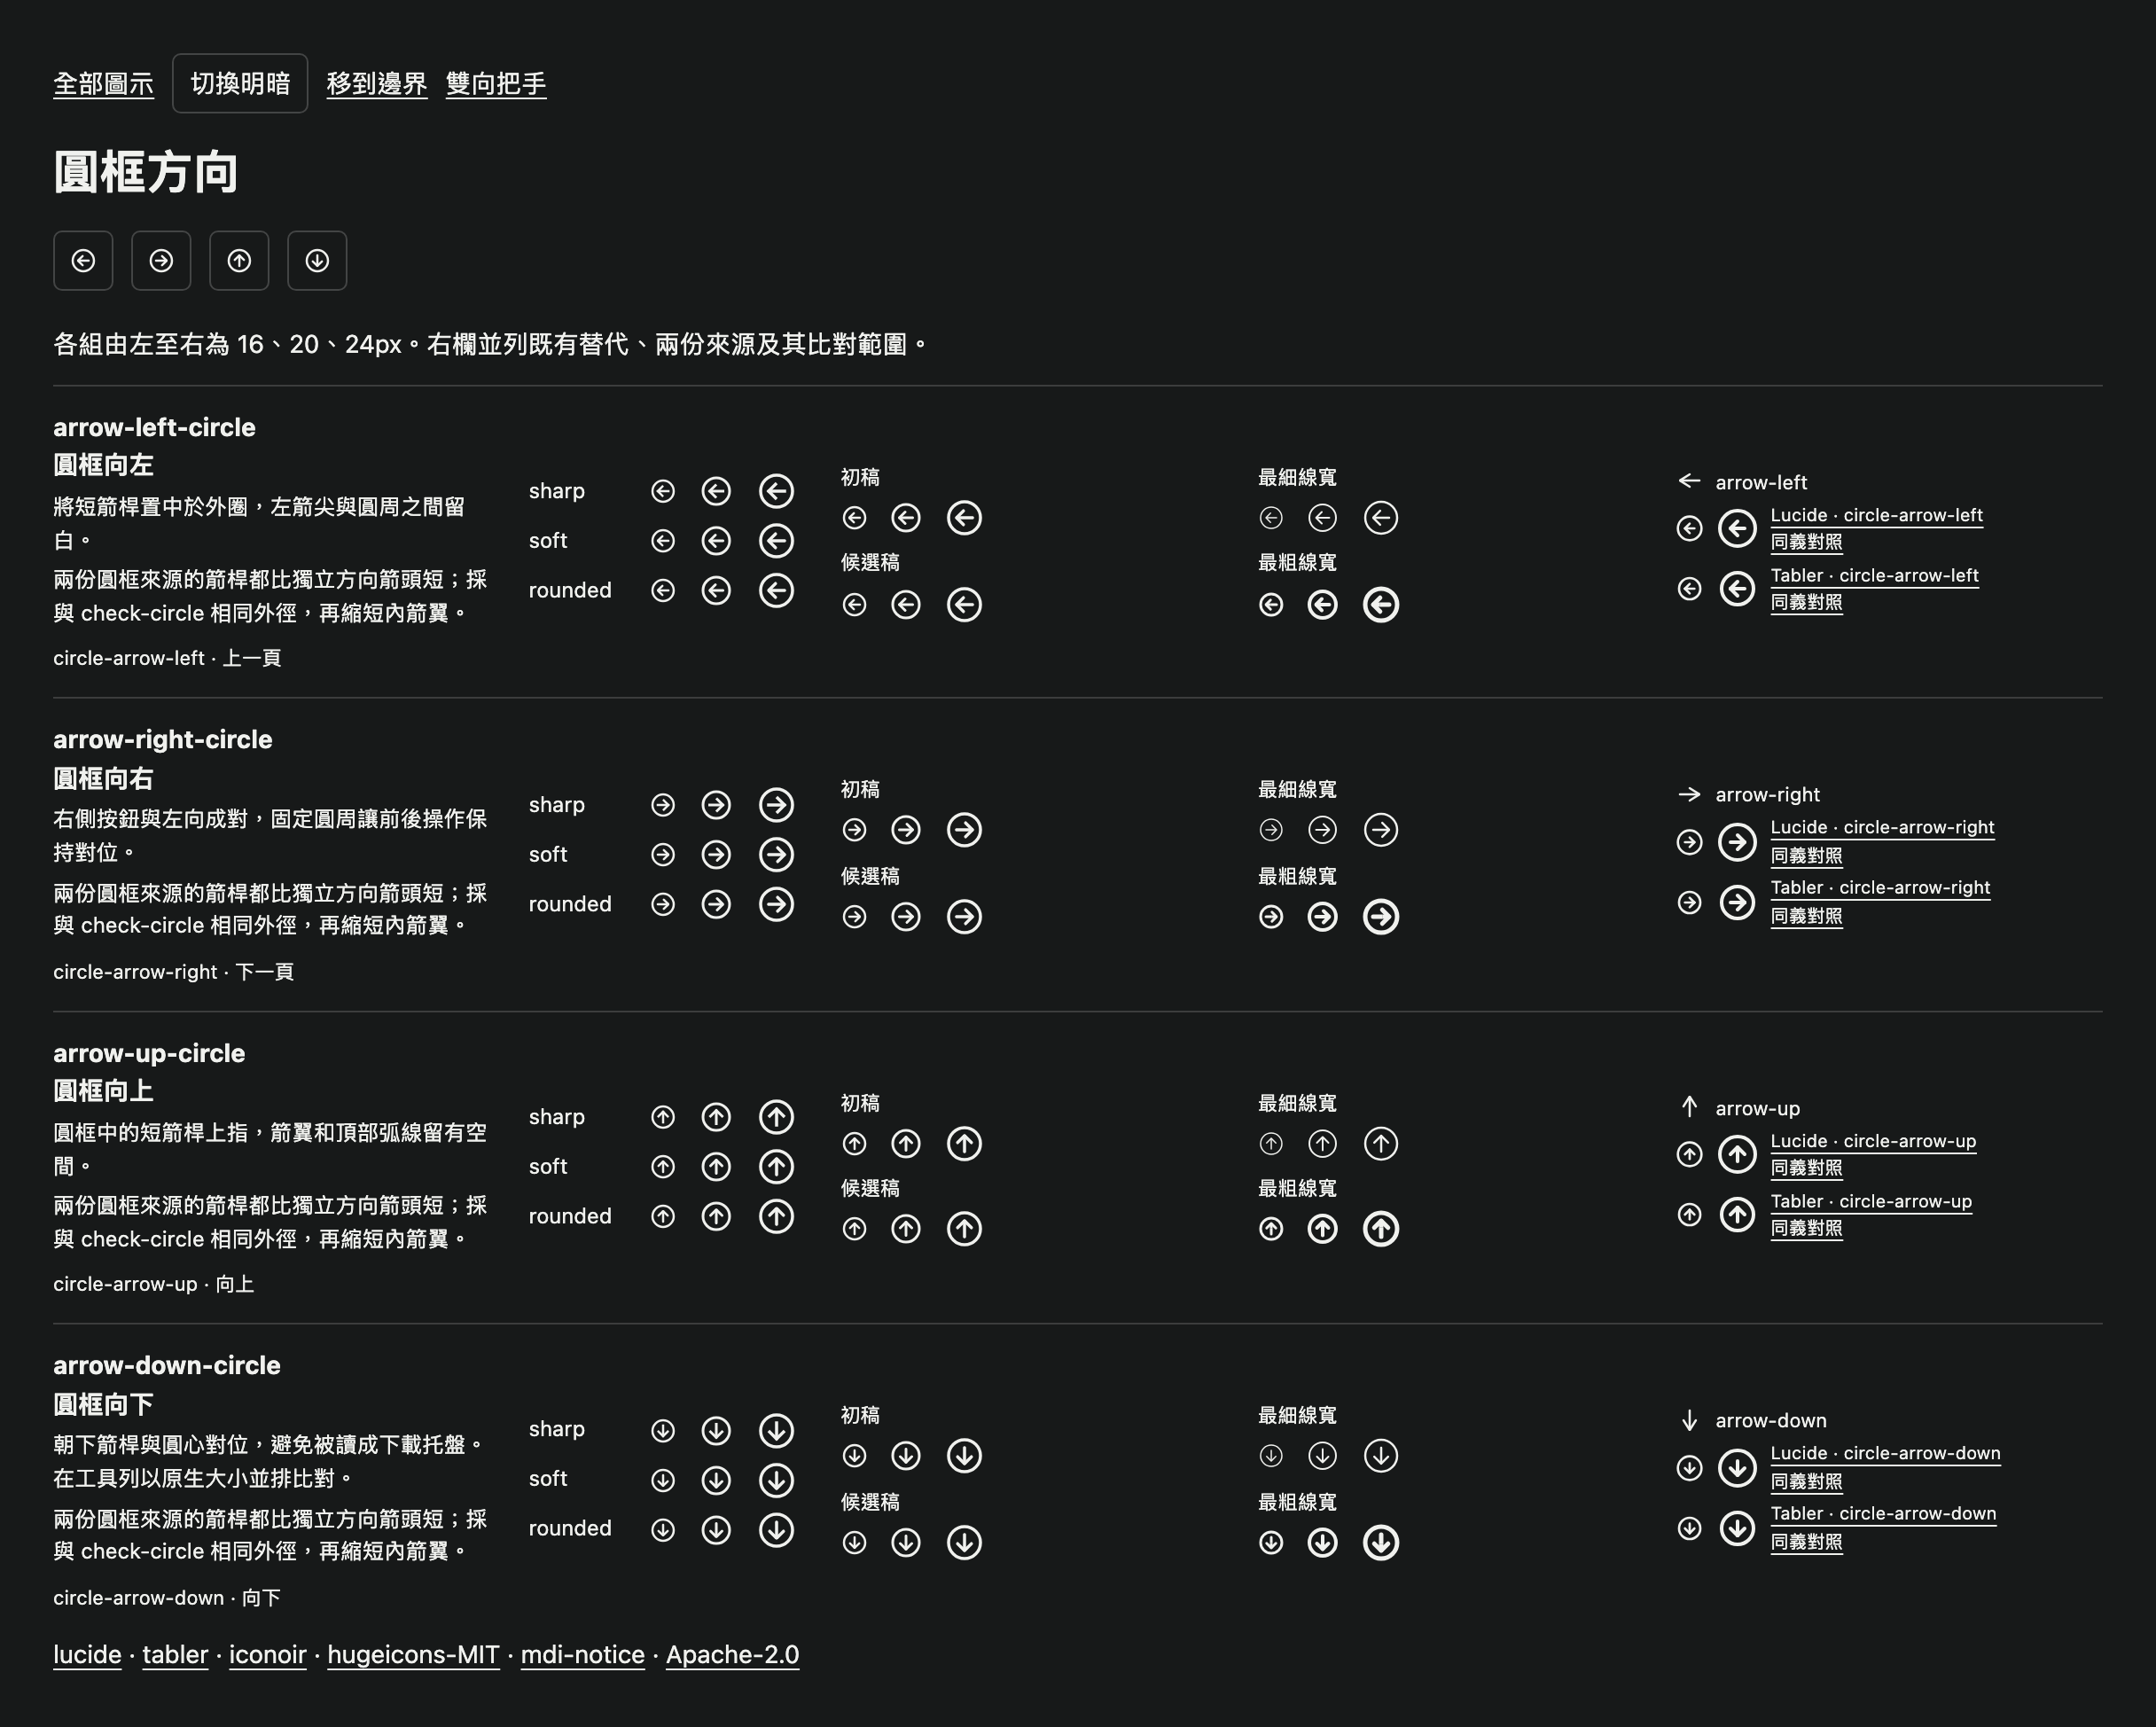 全部圖示 切換明暗 移到邊界 雙向把手
圓框方向
各組由左至右為 16、20、24px。右欄並列既有替代、兩份來源及其比對範圍。
arrow-left-circle
圓框向左
將短箭桿置中於外圈，左箭尖與圓周之間留
白。
兩份圓框來源的箭桿都比獨立方向箭頭短；採
與 check-circle 相同外徑，再縮短內箭翼。
circle-arrow-left · 上一頁
sharp
soft
rounded
初稿
候選稿
最細線寬
最粗線寬
arrow-left
Lucide · circle-arrow-left
同義對照
Tabler · circle-arrow-left
同義對照
arrow-right-circle
圓框向右
右側按鈕與左向成對，固定圓周讓前後操作保
持對位。
兩份圓框來源的箭桿都比獨立方向箭頭短；採
與 check-circle 相同外徑，再縮短內箭翼。
circle-arrow-right · 下一頁
sharp
soft
rounded
初稿
候選稿
最細線寬
最粗線寬
arrow-right
Lucide · circle-arrow-right
同義對照
Tabler · circle-arrow-right
同義對照
arrow-up-circle
圓框向上
圓框中的短箭桿上指，箭翼和頂部弧線留有空
間。
兩份圓框來源的箭桿都比獨立方向箭頭短；採
與 check-circle 相同外徑，再縮短內箭翼。
circle-arrow-up · 向上
sharp
soft
rounded
初稿
候選稿
最細線寬
最粗線寬
arrow-up
Lucide · circle-arrow-up
同義對照
Tabler · circle-arrow-up
同義對照
arrow-down-circle
圓框向下
朝下箭桿與圓心對位，避免被讀成下載托盤。
在工具列以原生大小並排比對。
兩份圓框來源的箭桿都比獨立方向箭頭短；採
與 check-circle 相同外徑，再縮短內箭翼。
circle-arrow-down · 向下
sharp
soft
rounded
初稿
候選稿
最細線寬
最粗線寬
arrow-down
Lucide · circle-arrow-down
同義對照
Tabler · circle-arrow-down
同義對照
lucide · tabler · iconoir · hugeicons-MIT · mdi-notice · Apache-2.0